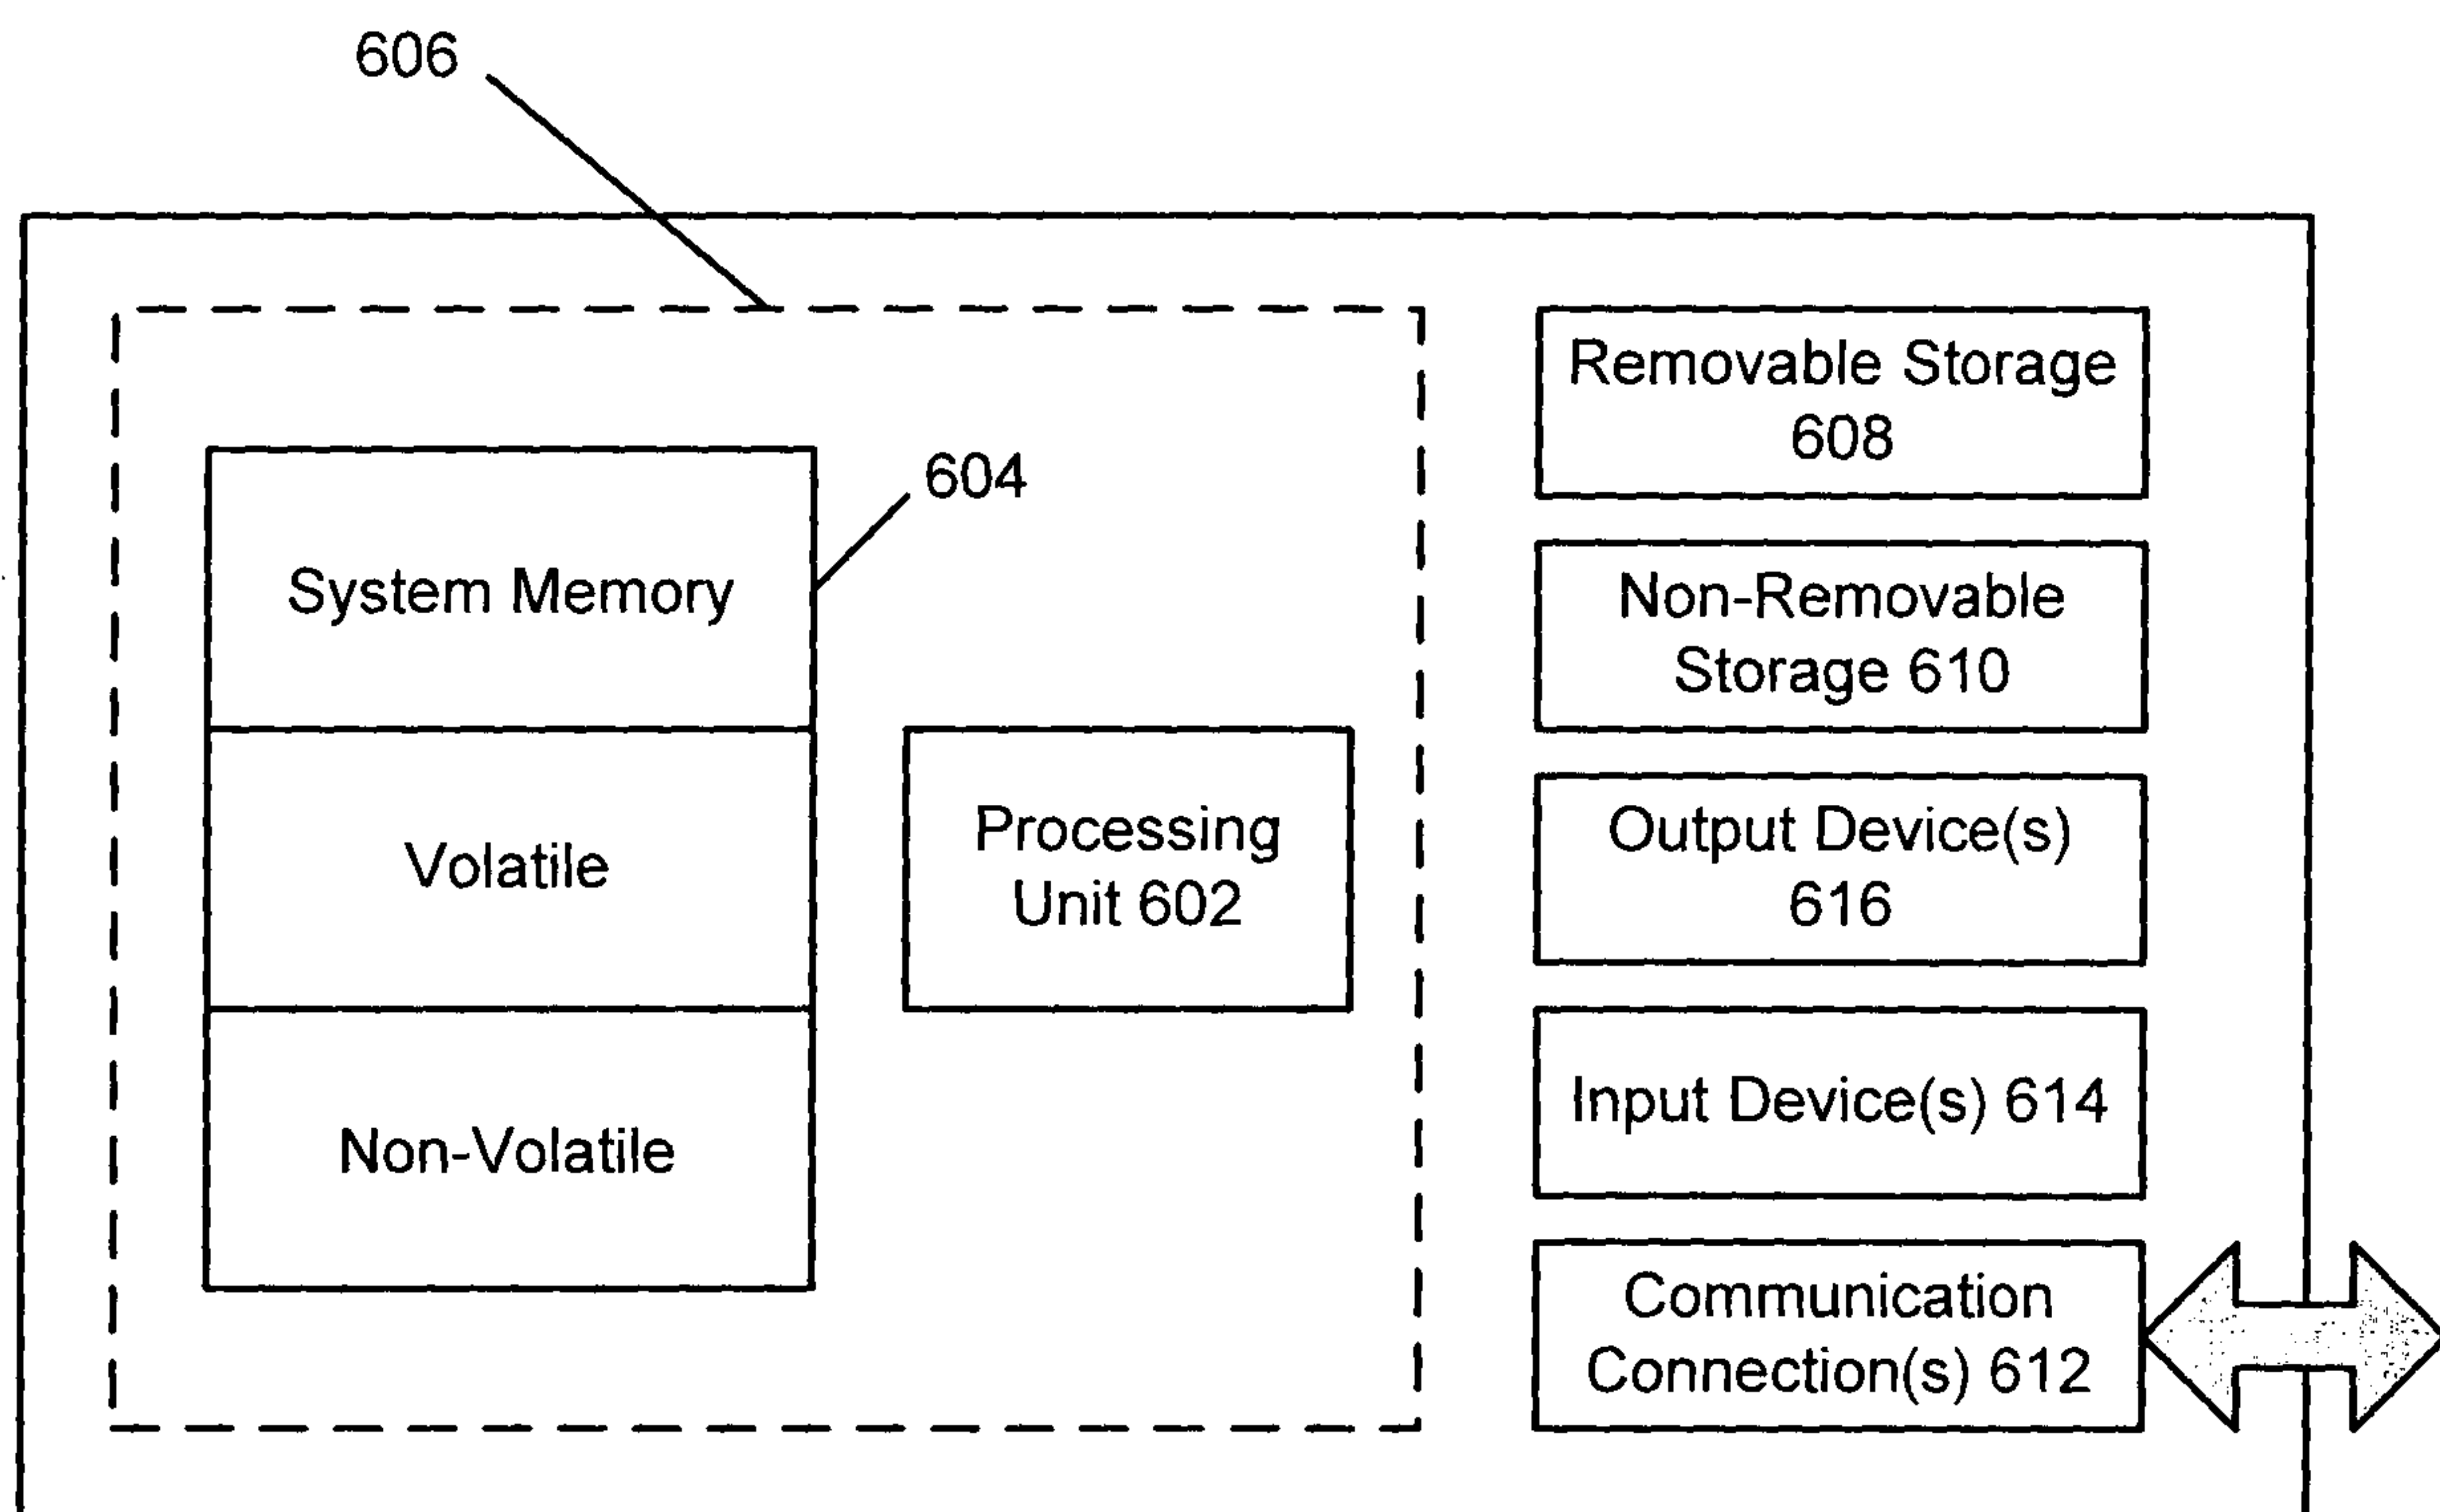 606
604
System Memory
Volatile
Non-Volatile
Processing
Unit 602
Removable Storage
608
Non-Removable
Storage 610
Output Device(s)
616
Input Device(s) 614
Communication
Connection(s) 612